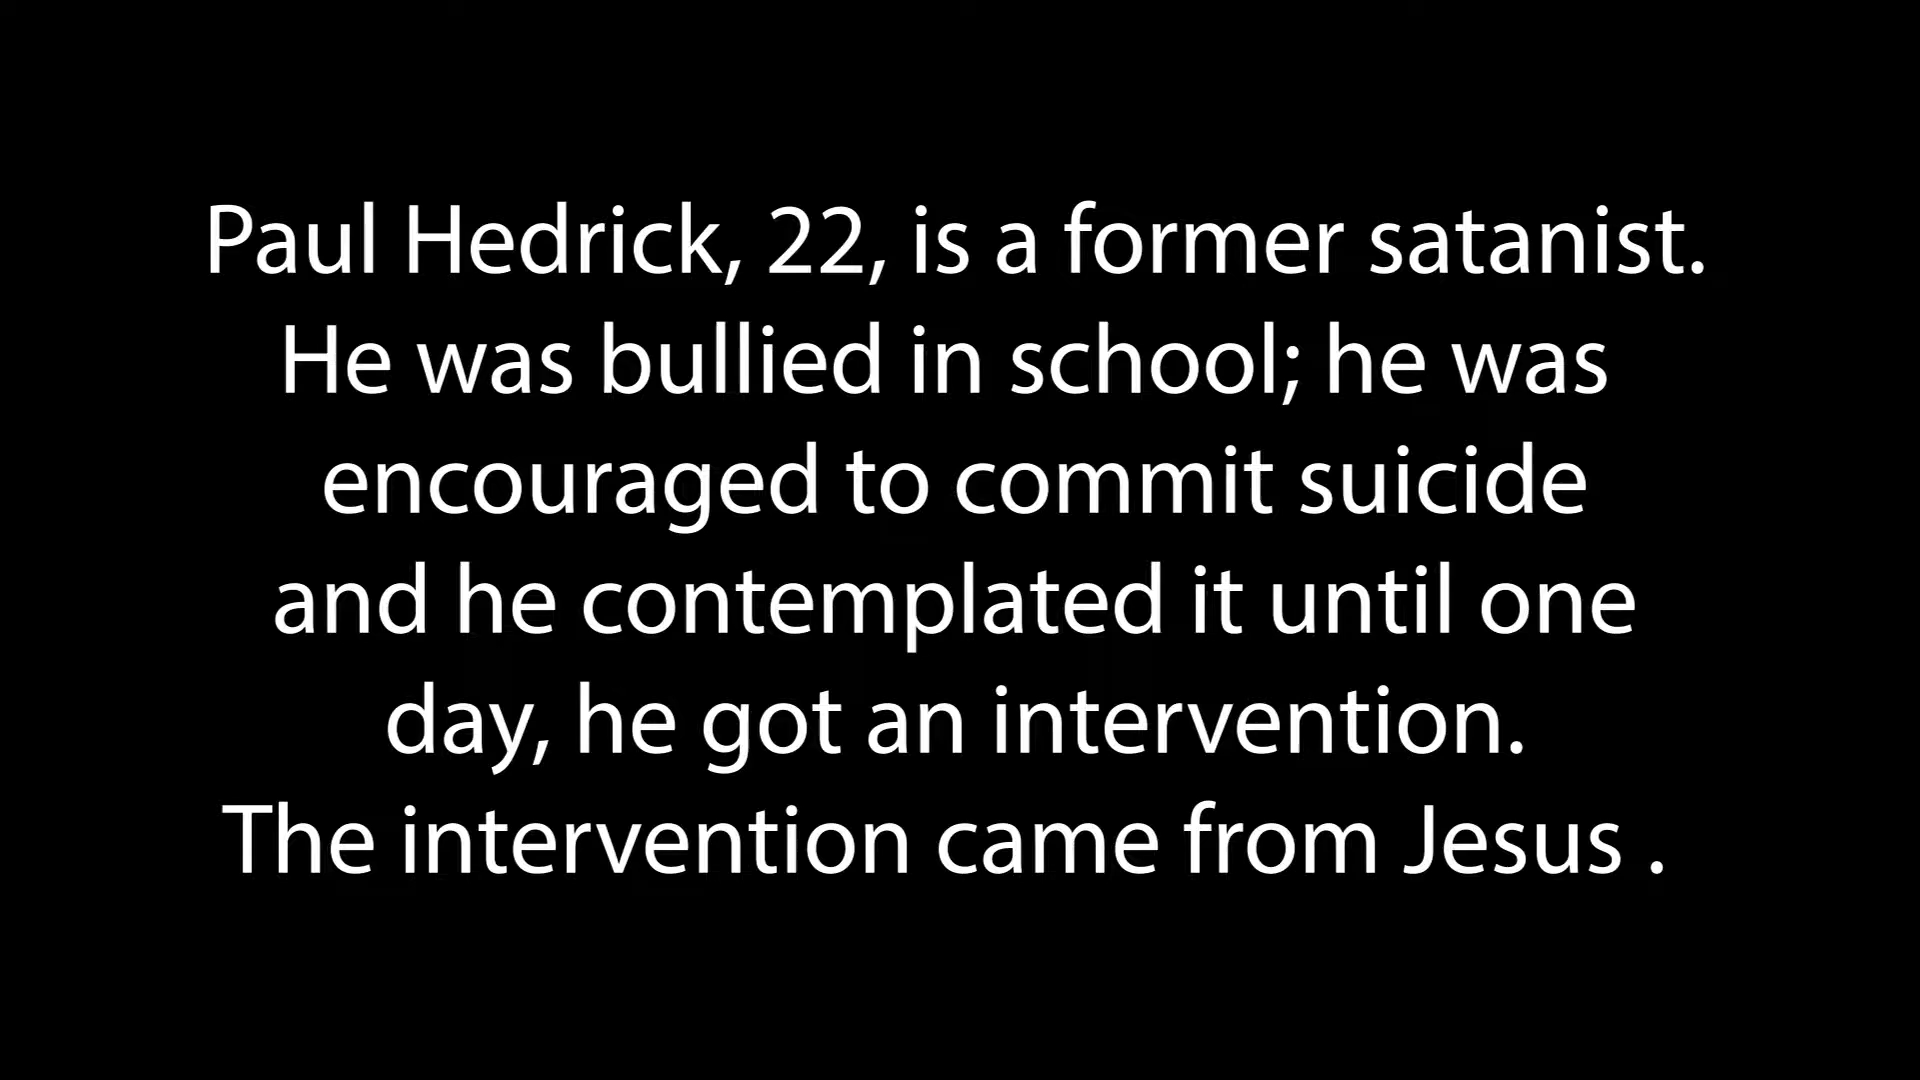 Paul Hedrick, 22, is a former satanist.
He was bullied in school; he was
encouraged to commit suicide
and he contemplated it until one
day, he got an intervention.
The intervention came from Jesus .